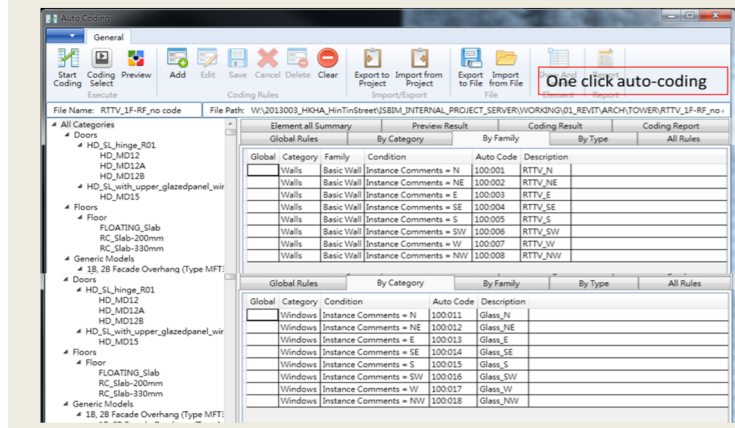 Auto Coding
General
Start Coding
Coding Select
Preview
Add
Edit
Save
Cancel
Delete
Clear
Export to Project
Import from Project
Export to File
Import from File
One click auto-coding
Element
Report
Execute
Coding Rules
Import/Export
File
File Name: RTTV_1F-RF_no code
File Path: W:\2013003_HKHA_HinTinStreet\JSBIM_INTERNAL_PROJECT_SERVER\WORKING\01_REVIT\ARCH\TOWER\RTTV_1F-RF_no
All Categories
Doors
HD_SL_hinge_R01
HD_MD12
HD_MD12A
HD_MD12B
HD_SL_with_upper_glazedpanel_wir
HD_MD15
Floors
Floor
FLOATING_Slab
RC_Slab-200mm
RC_Slab-330mm
Generic Models
1B, 2B Facade Overhang (Type MFT
Element all Summary
Preview Result
Coding Result
Coding Report
Global Rules
By Category
By Family
By Type
All Rules
Global Category Family Condition Auto Code Description
Walls Basic Wall Instance Comments = N 100:001 RTTV_N
Walls Basic Wall Instance Comments = NE 100:002 RTTV_NE
Walls Basic Wall Instance Comments = E 100:003 RTTV_E
Walls Basic Wall Instance Comments = SE 100:004 RTTV_SE
Walls Basic Wall Instance Comments = S 100:005 RTTV_S
Walls Basic Wall Instance Comments = SW 100:006 RTTV_SW
Walls Basic Wall Instance Comments = W 100:007 RTTV_W
Walls Basic Wall Instance Comments = NW 100:008 RTTV_NW
Doors
HD_SL_hinge_R01
HD_MD12
HD_MD12A
HD_MD12B
HD_SL_with_upper_glazedpanel_wir
HD_MD15
Floors
Floor
FLOATING_Slab
RC_Slab-200mm
RC_Slab-330mm
Generic Models
1B, 2B Facade Overhang (Type MFT
Global Rules
By Category
By Family
By Type
All Rules
Global Category Condition Auto Code Description
Windows Instance Comments = N 100:011 Glass_N
Windows Instance Comments = NE 100:012 Glass_NE
Windows Instance Comments = E 100:013 Glass_E
Windows Instance Comments = SE 100:014 Glass_SE
Windows Instance Comments = S 100:015 Glass_S
Windows Instance Comments = SW 100:016 Glass_SW
Windows Instance Comments = W 100:017 Glass_W
Windows Instance Comments = NW 100:018 Glass_NW